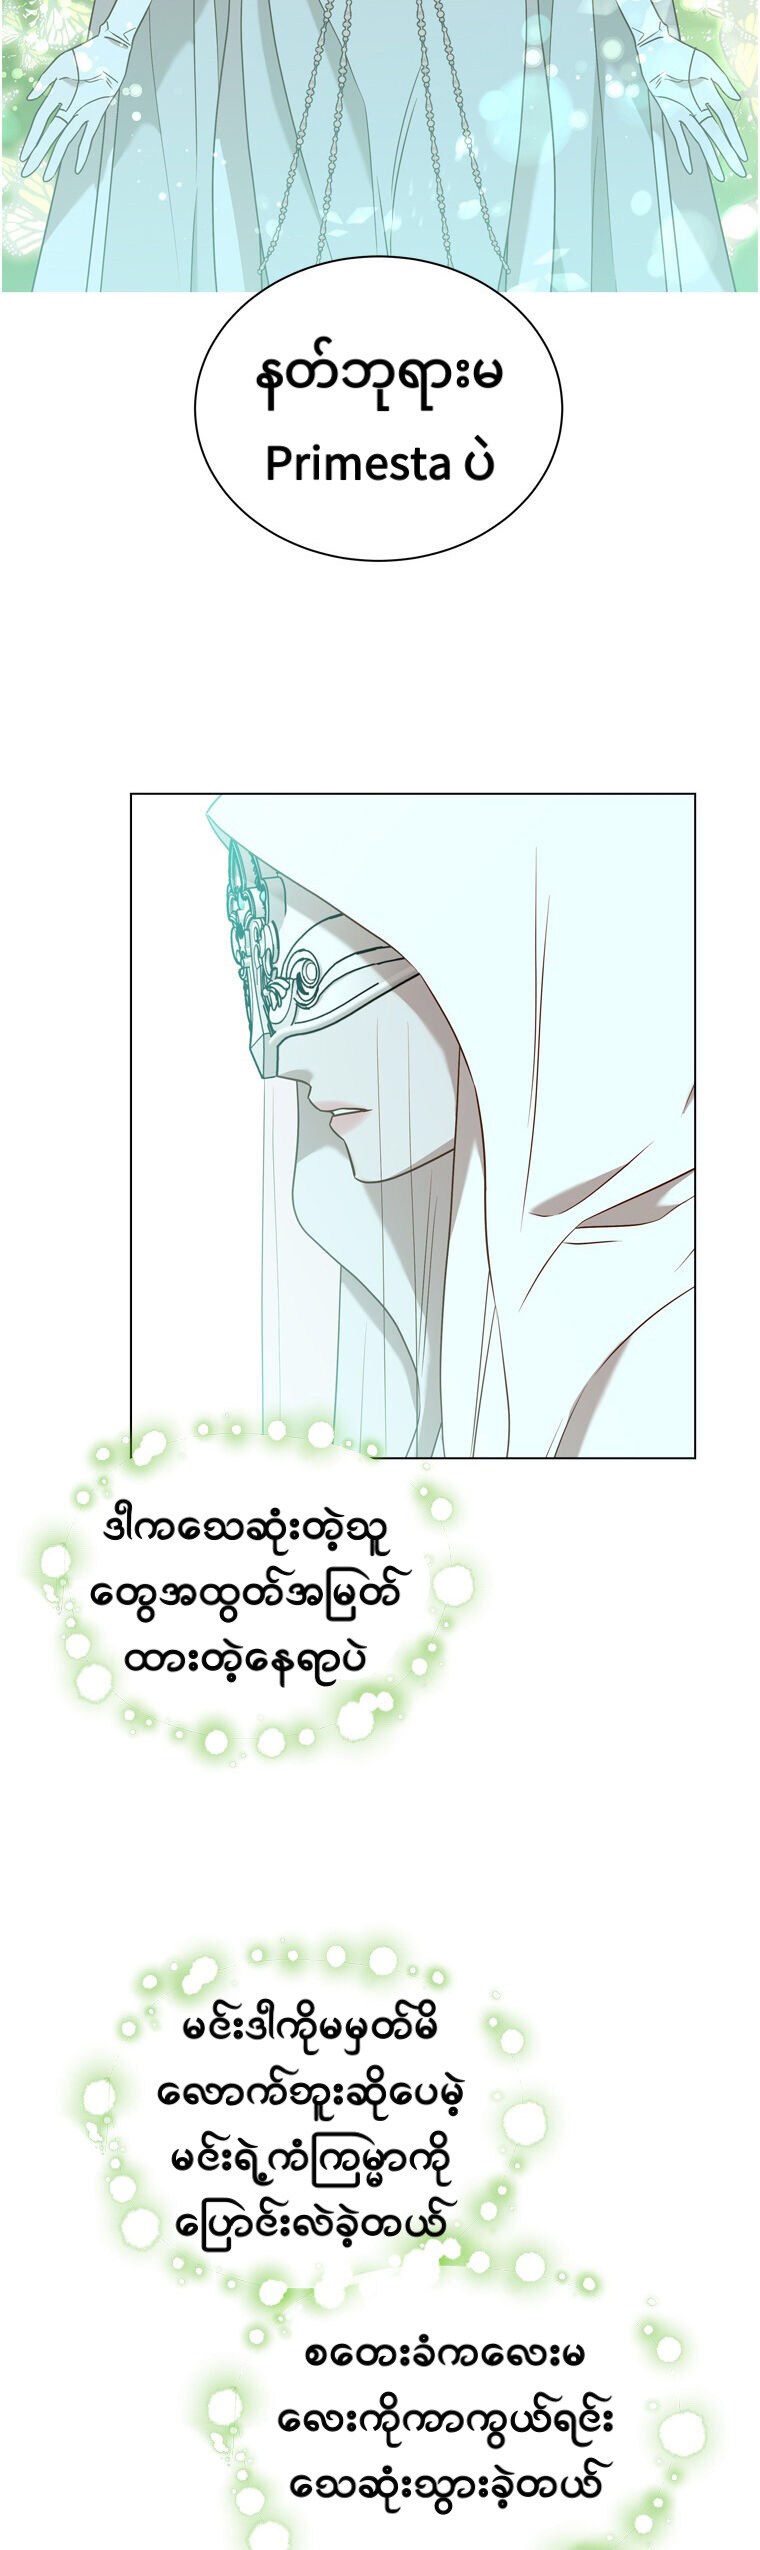 နတ်ဘုရားမ
Primesta ပဲ
ဒါကသေဆုံးတဲ့သူ
တွေအထွတ်အမြတ်
ထားတဲ့နေရာပဲ
မင်းဒါကိုမမှတ်မိ
လောက်ဘူးဆိုပေမဲ့
မင်းရဲ့ကံကြမ္မာကို
ပြောင်းလဲခဲ့တယ်
စတေးခံကလေးမ
လေးကိုကာကွယ်ရင်း
သေဆုံးသွားခဲ့တယ်